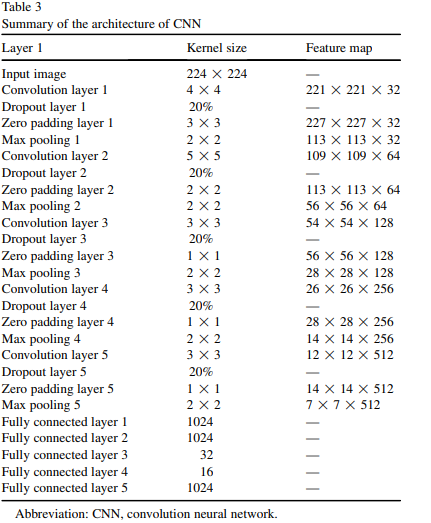 Table 3
Summary of the architecture of CNN
Layer 1 Kernel size Feature map
Input image 224 × 224 —
Convolution layer 1 4 × 4 221 × 221 × 32
Dropout layer 1 20% —
Zero padding layer 1 3 × 3 227 × 227 × 32
Max pooling 1 2 × 2 113 × 113 × 32
Convolution layer 2 5 × 5 109 × 109 × 64
Dropout layer 2 20% —
Zero padding layer 2 2 × 2 113 × 113 × 64
Max pooling 2 2 × 2 56 × 56 × 64
Convolution layer 3 3 × 3 54 × 54 × 128
Dropout layer 3 20% —
Zero padding layer 3 1 × 1 56 × 56 × 128
Max pooling 3 2 × 2 28 × 28 × 128
Convolution layer 4 3 × 3 26 × 26 × 256
Dropout layer 4 20% —
Zero padding layer 4 1 × 1 28 × 28 × 256
Max pooling 4 2 × 2 14 × 14 × 256
Convolution layer 5 3 × 3 12 × 12 × 512
Dropout layer 5 20% —
Zero padding layer 5 1 × 1 14 × 14 × 512
Max pooling 5 2 × 2 7 × 7 × 512
Fully connected layer 1 1024 —
Fully connected layer 2 1024 —
Fully connected layer 3 32 —
Fully connected layer 4 16 —
Fully connected layer 5 1024 —
Abbreviation: CNN, convolution neural network.